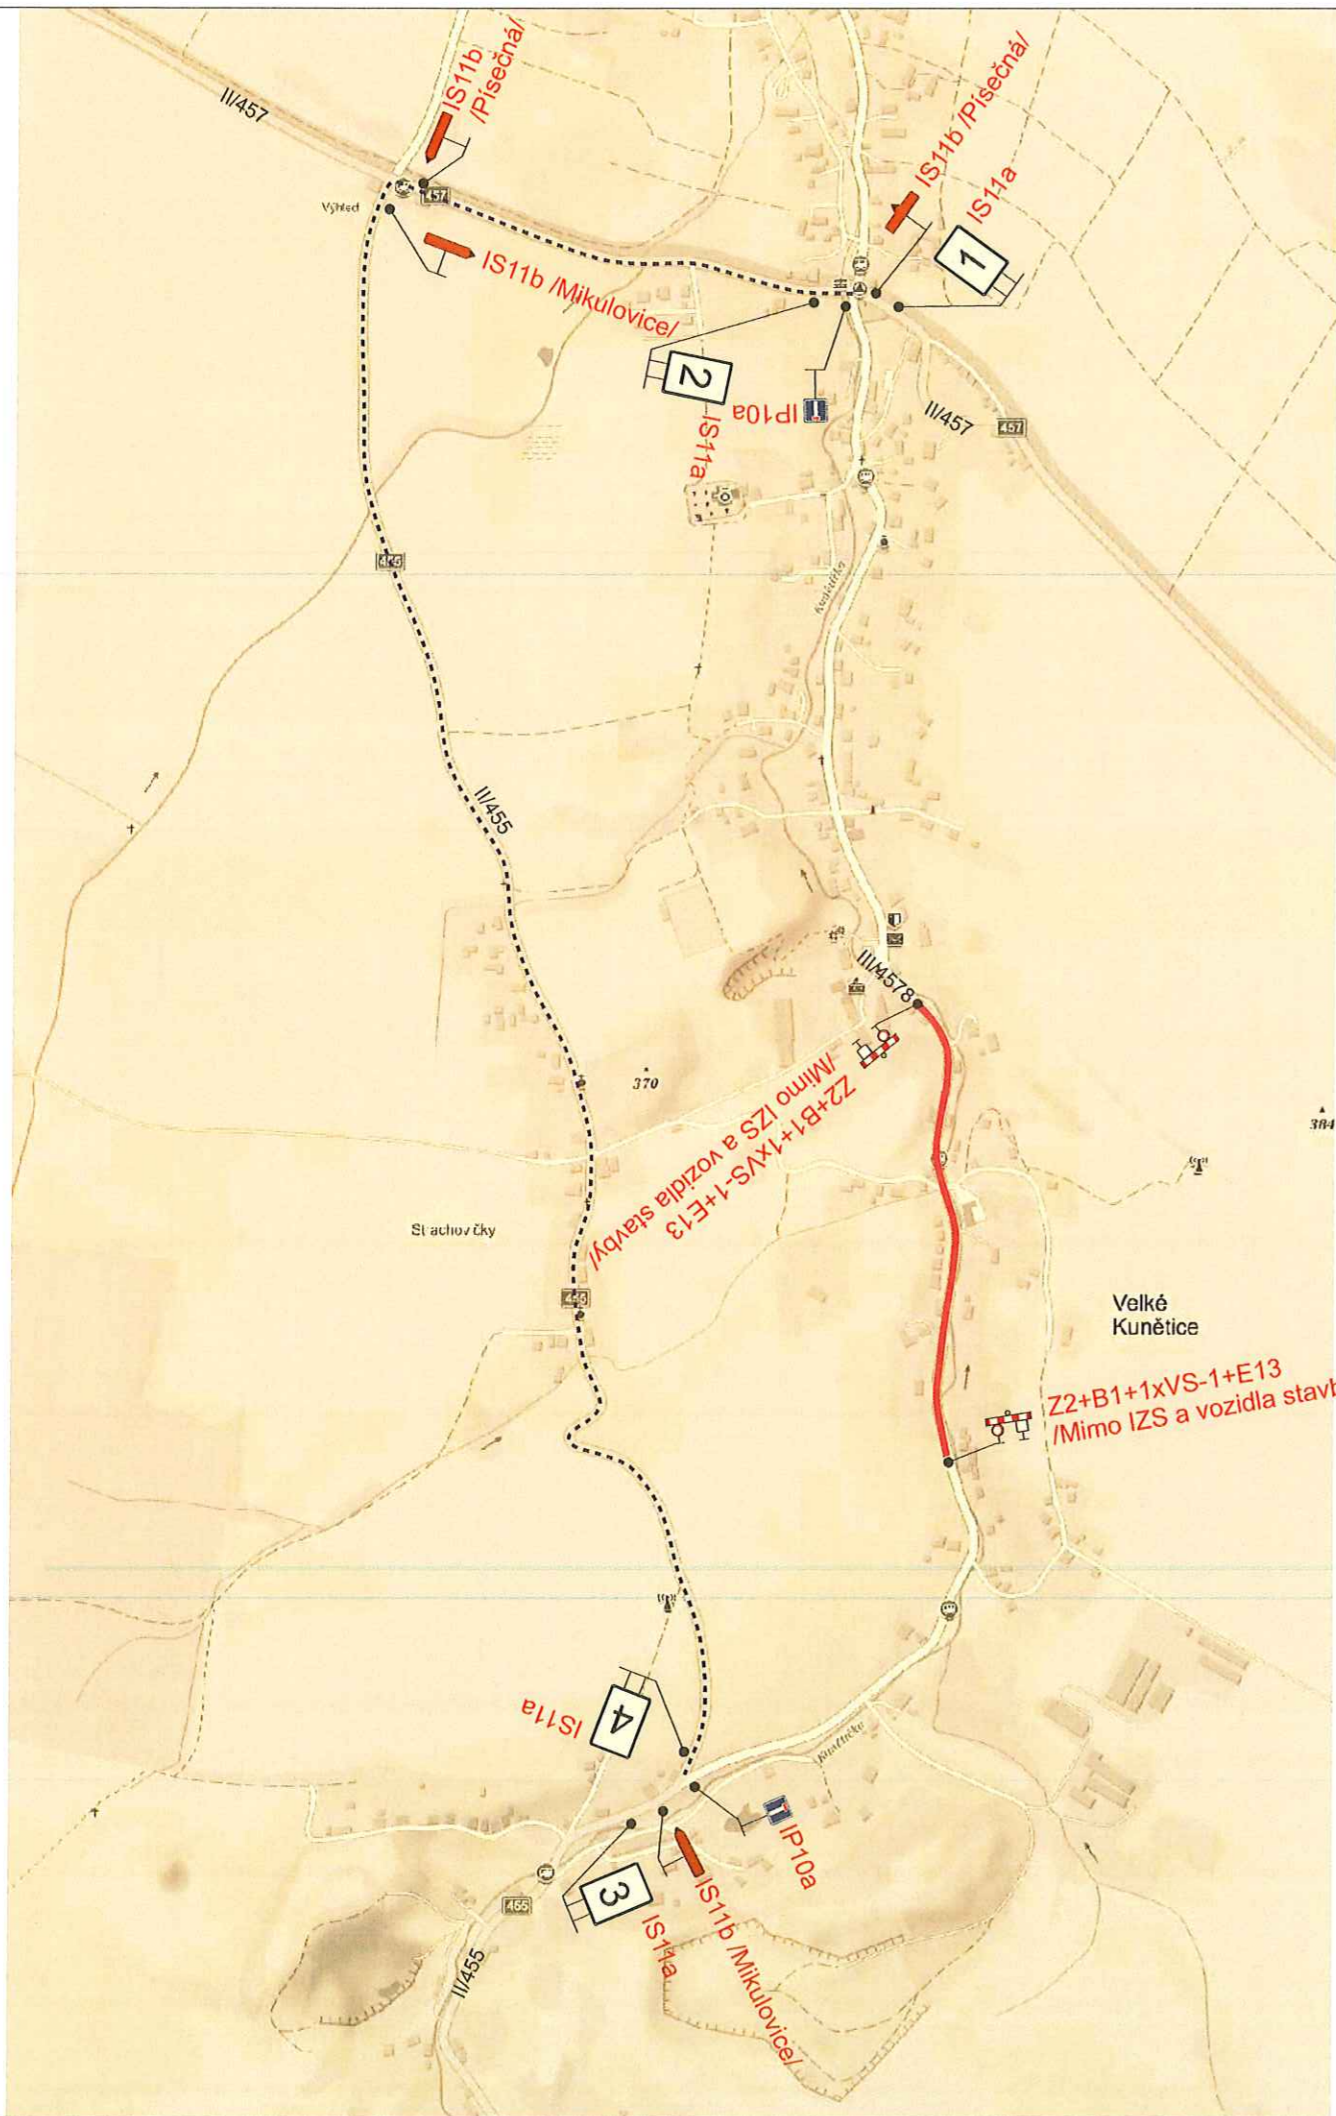 II/457
IS11b
/Písečná/
IS11b /Písečná/
IS11a
1
Výhled
457
IS11b /Mikulovice/
2
IS11a
IP10a
II/457
457
455
II/455
III/4578
370
384
Z2+B1+1xVS-1+E13
/Mimo IZS a vozidla stavby/
Strachovičky
455
Velké
Kunětice
Z2+B1+1xVS-1+E13
/Mimo IZS a vozidla stavb
4
IS11a
IP10a
3
IS11a
IS11b /Mikulovice/
455
II/455